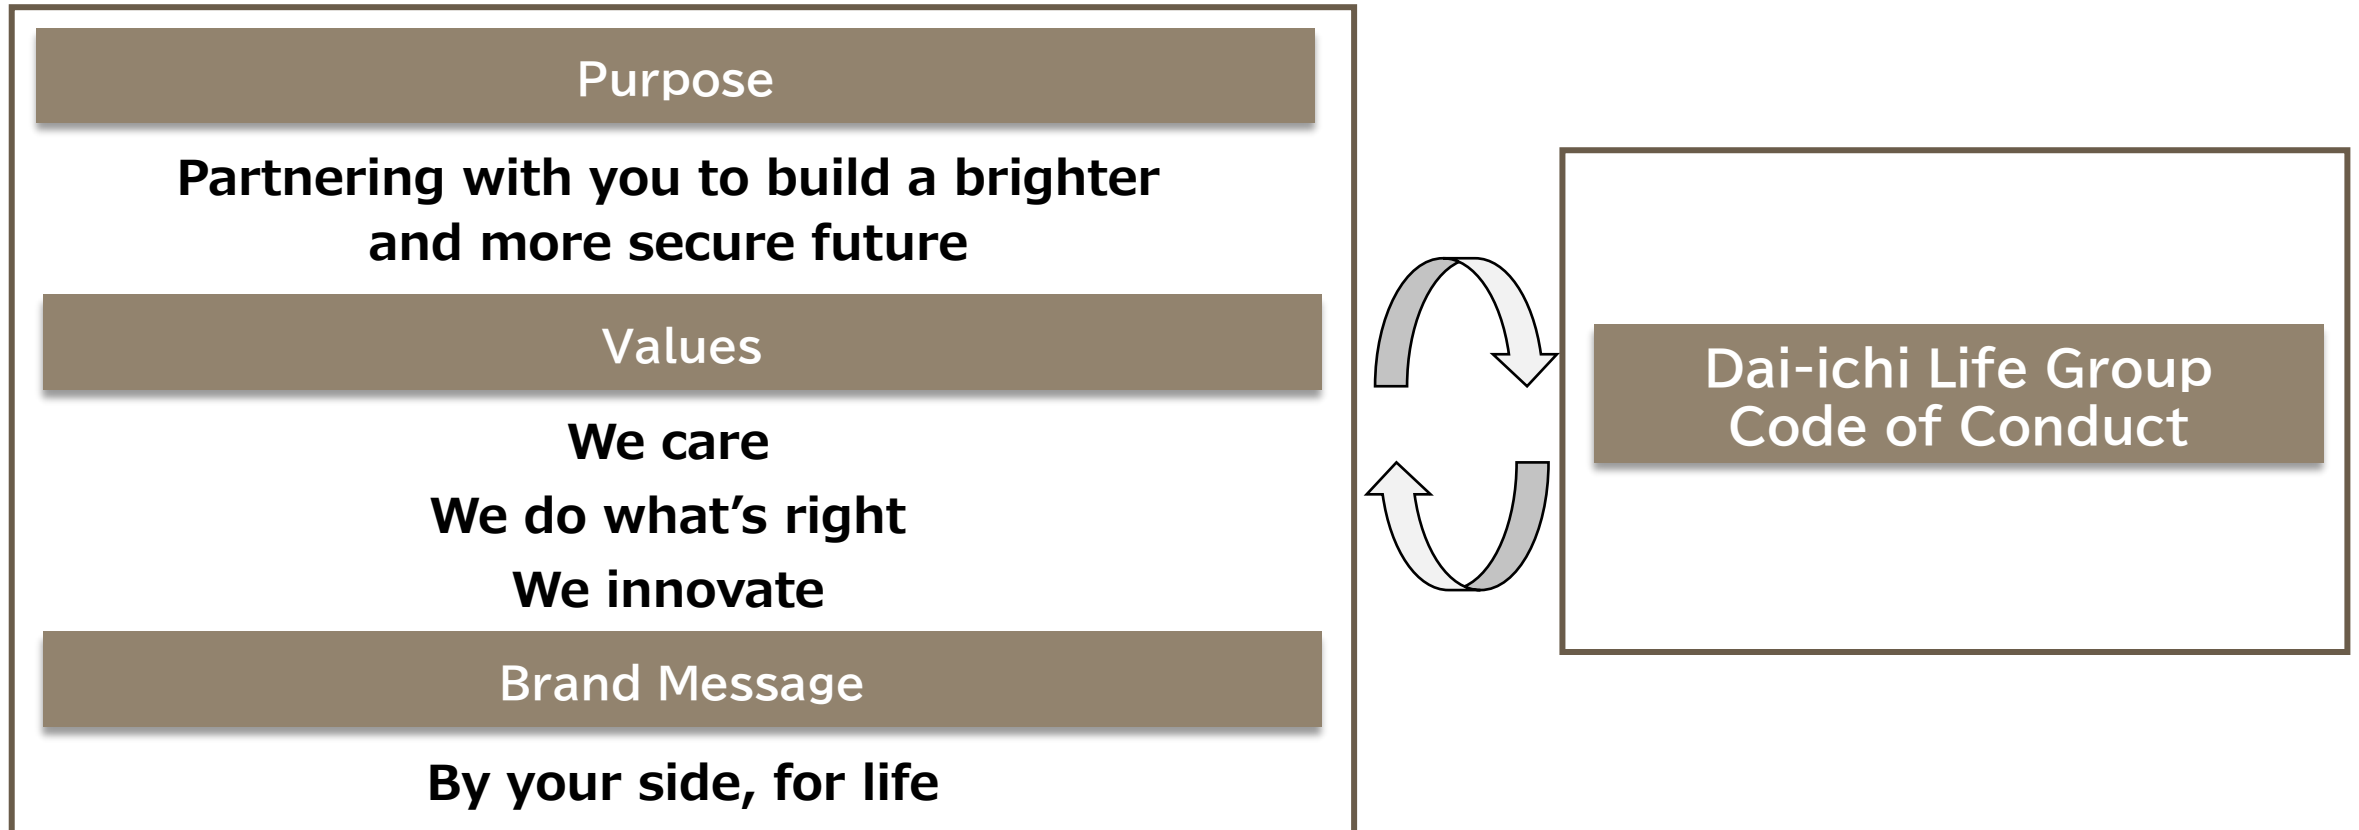 Purpose
Partnering with you to build a brighter
and more secure future
Values
We care
We do what’s right
We innovate
Brand Message
By your side, for life
Dai-ichi Life Group
Code of Conduct